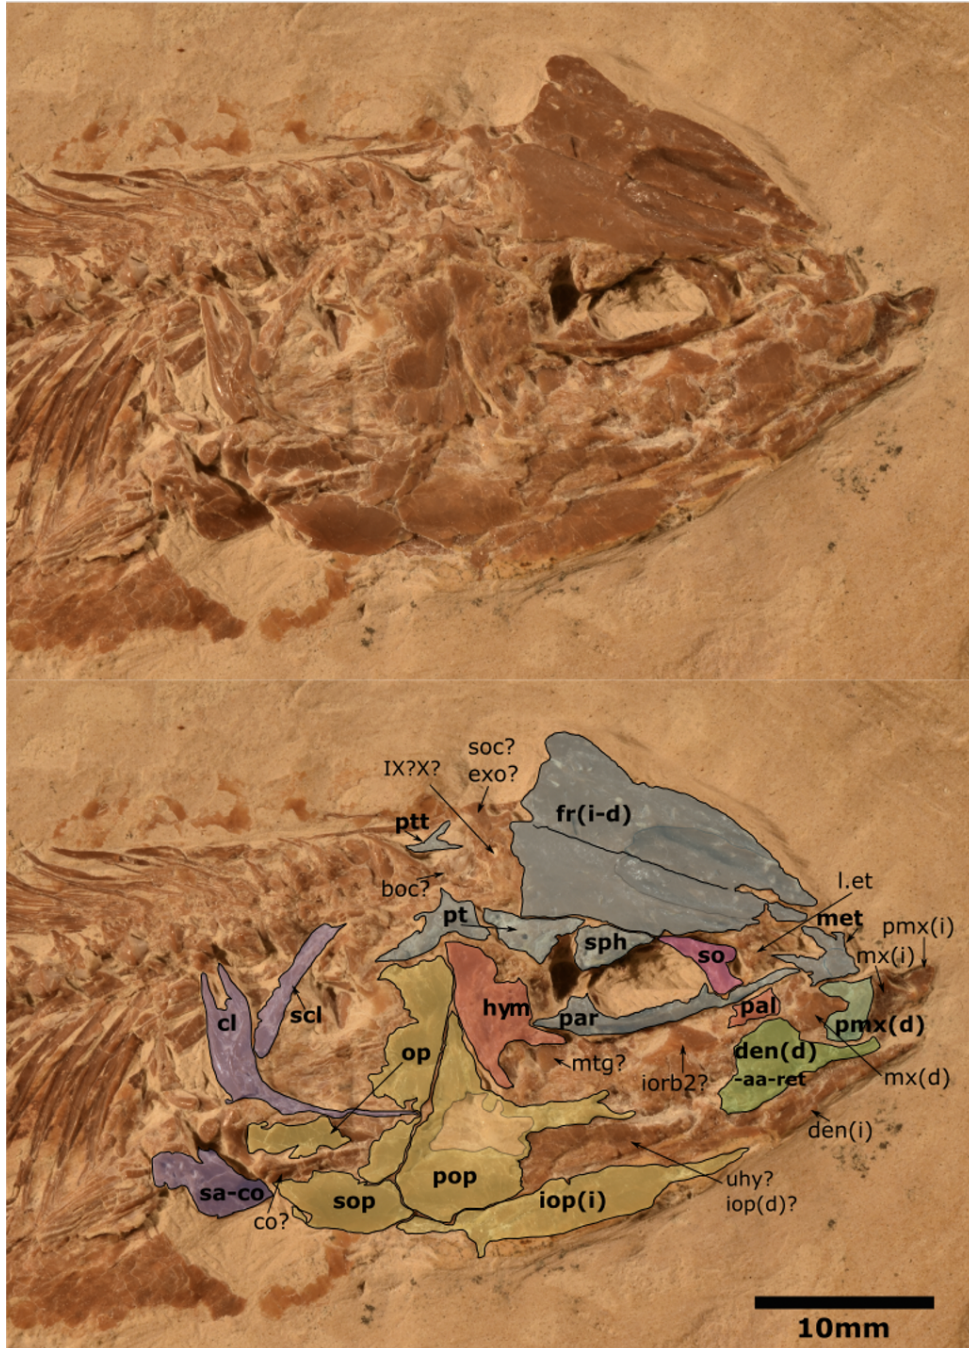 soc?
exo?
IX?X?
ptt
fr(i-d)
boc?
l.et
met
pmx(i)
mx(i)
pt
sph
so
cl
scl
hym
par
pal
pmx(d)
op
mtg?
iorb2?
den(d)
-aa-ret
mx(d)
den(i)
sa-co
co?
sop
pop
iop(i)
uhy?
iop(d)?
10mm